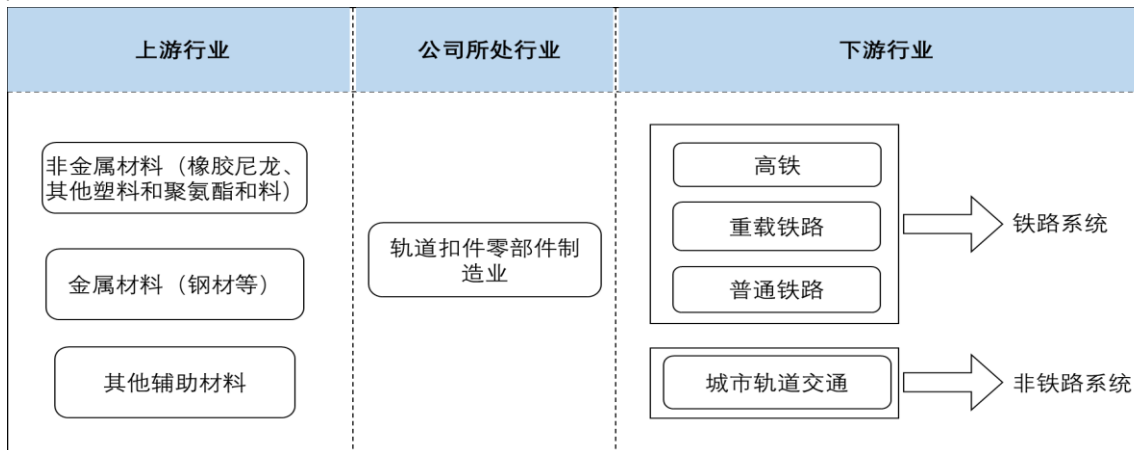 上游行业
公司所处行业
下游行业
非金属材料（橡胶尼龙、
其他塑料和聚氨酯和料）
金属材料（钢材等）
其他辅助材料
轨道扣件零部件制
造业
高铁
重载铁路
普通铁路
铁路系统
城市轨道交通
非铁路系统